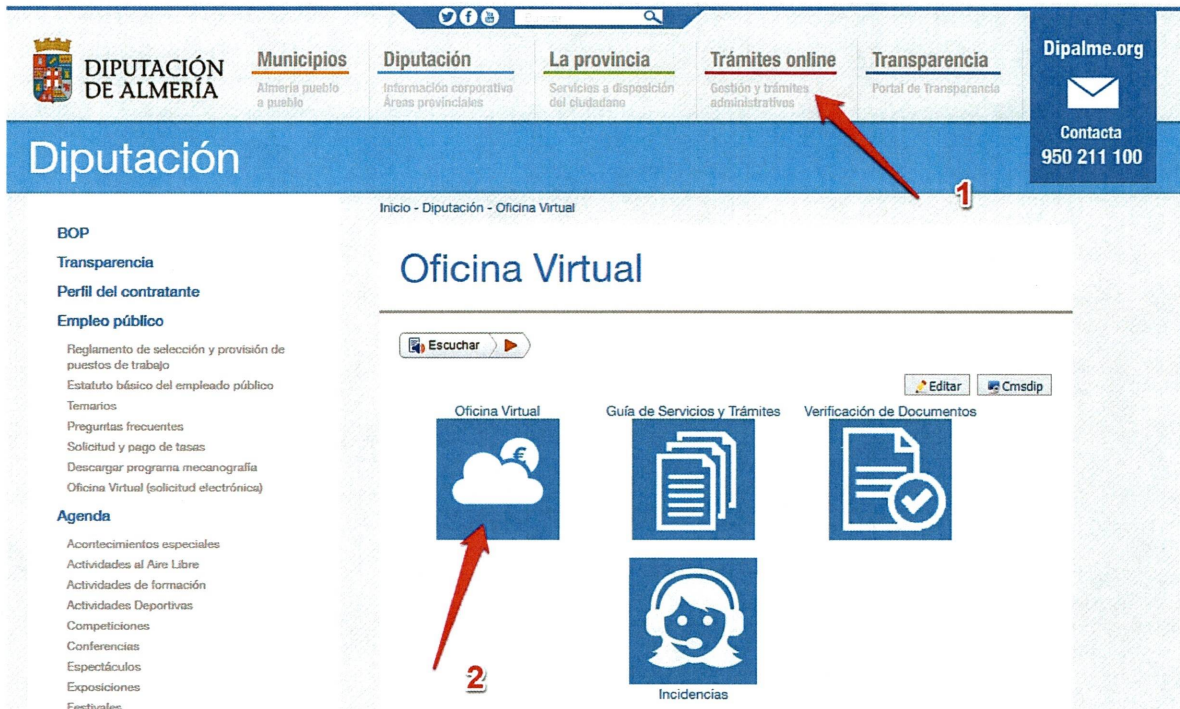 DIPUTACIÓN
DE ALMERÍA
Municipios
Almería pueblo
a pueblo
Diputación
Información corporativa
Áreas provinciales
La provincia
Servicios a disposición
del ciudadano
Trámites online
Gestión y trámites
administrativos
Transparencia
Portal de Transparencia
Dipalme.org
Contacta
950 211 100
Diputación
1
Inicio - Diputación - Oficina Virtual
BOP
Transparencia
Perfil del contratante
Empleo público
Reglamento de selección y provisión de
puestos de trabajo
Estatuto básico del empleado público
Temarios
Preguntas frecuentes
Solicitud y pago de tasas
Descargar programa mecanografía
Oficina Virtual (solicitud electrónica)
Agenda
Acontecimientos especiales
Actividades al Aire Libre
Actividades de formación
Actividades Deportivas
Competiciones
Conferencias
Espectáculos
Exposiciones
Festivales
Oficina Virtual
Escuchar
Editar
Cmsdip
Oficina Virtual
€
Guía de Servicios y Trámites
Verificación de Documentos
2
Incidencias